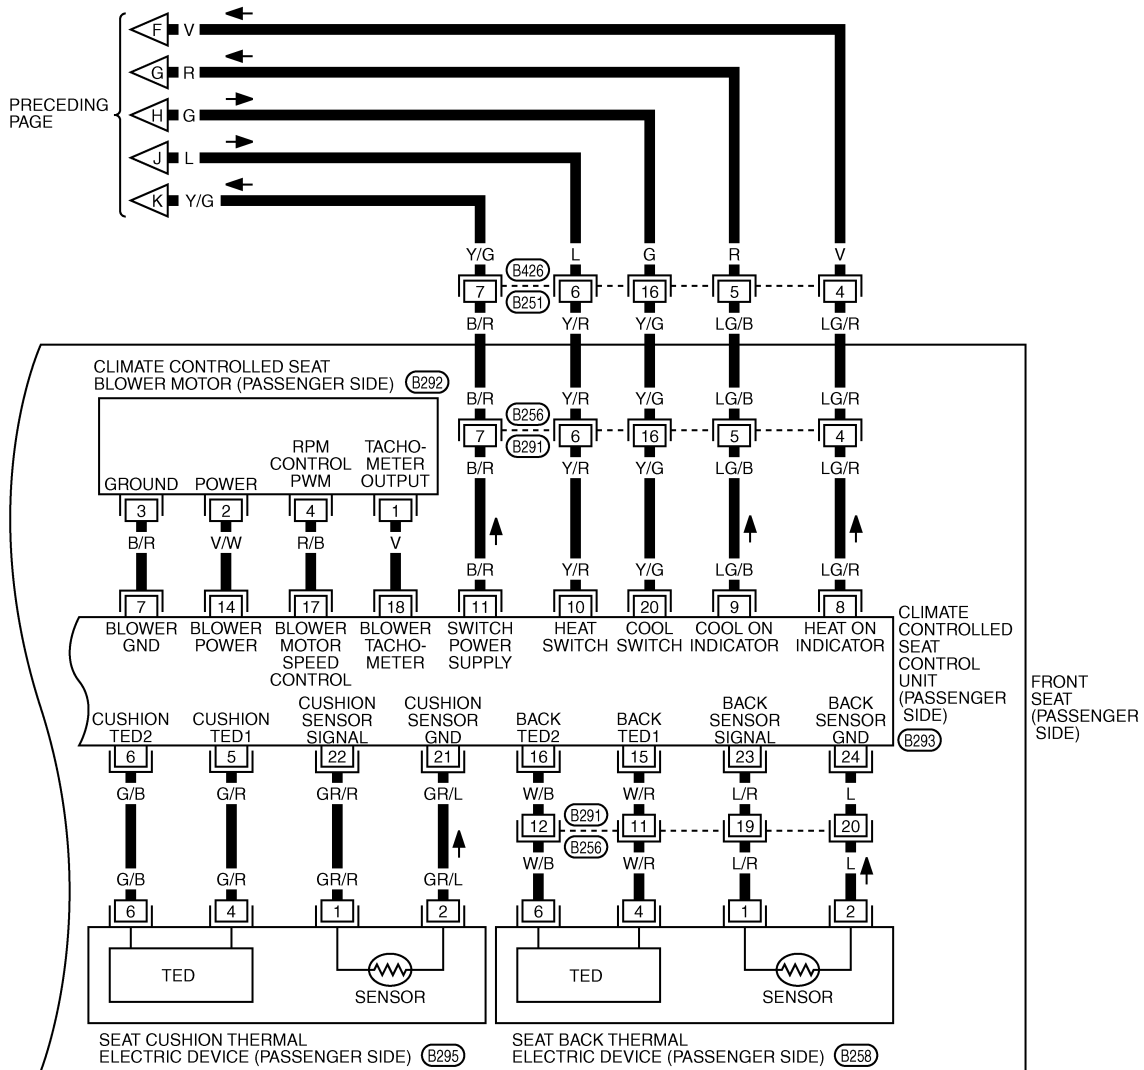 F V
G R
PRECEDING
PAGE
H G
J L
K Y/G
Y/G L G R V
B426
7 6 16 5 4
B251
B/R Y/R Y/G LG/B LG/R
CLIMATE CONTROLLED SEAT
BLOWER MOTOR (PASSENGER SIDE) B292
B/R Y/R Y/G LG/B LG/R
B256
7 6 16 5 4
B291
B/R Y/R Y/G LG/B LG/R
GROUND
POWER
RPM
CONTROL
PWM
TACHO-
METER
OUTPUT
3 2 4 1
B/R V/W R/B V
B/R Y/R Y/G LG/B LG/R
7 14 17 18 11 10 20 9 8
BLOWER
GND
BLOWER
POWER
BLOWER
MOTOR
SPEED
CONTROL
BLOWER
TACHO-
METER
SWITCH
POWER
SUPPLY
HEAT
SWITCH
COOL
SWITCH
COOL ON
INDICATOR
HEAT ON
INDICATOR
CLIMATE
CONTROLLED
SEAT
CONTROL
UNIT
(PASSENGER
SIDE)
B293
FRONT
SEAT
(PASSENGER
SIDE)
CUSHION
TED2
CUSHION
TED1
CUSHION
SENSOR
SIGNAL
CUSHION
SENSOR
GND
BACK
TED2
BACK
TED1
BACK
SENSOR
SIGNAL
BACK
SENSOR
GND
6 5 22 21 16 15 23 24
G/B G/R GR/R GR/L W/B W/R L/R L
B291
12 11 19 20
B256
W/B W/R L/R L
G/B G/R GR/R GR/L
6 4 1 2 6 4 1 2
TED
SENSOR
TED
SENSOR
SEAT CUSHION THERMAL
ELECTRIC DEVICE (PASSENGER SIDE) B295
SEAT BACK THERMAL
ELECTRIC DEVICE (PASSENGER SIDE) B258